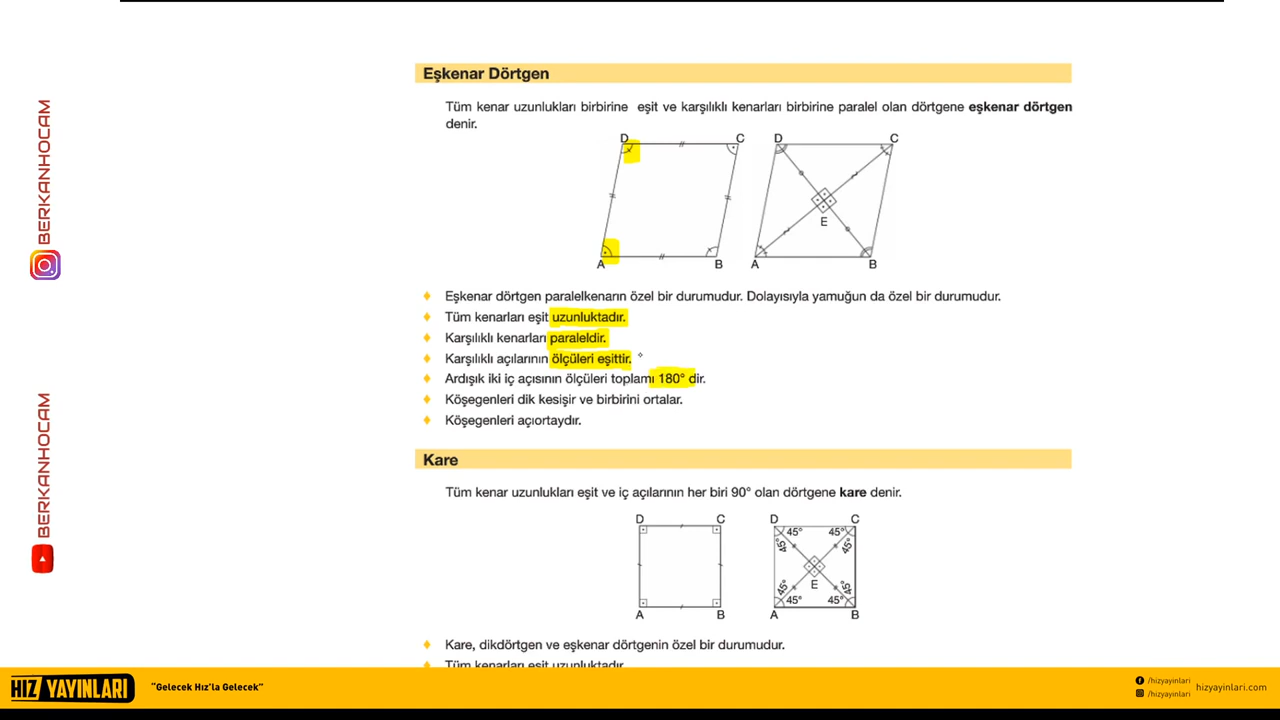 Eşkenar Dörtgen
Tüm kenar uzunlukları birbirine eşit ve karşılıklı kenarları birbirine paralel olan dörtgene eşkenar dörtgen
denir.
D C D C
E
A B A B
Eşkenar dörtgen paralelkenarın özel bir durumudur. Dolayısıyla yamuğun da özel bir durumudur.
Tüm kenarları eşit uzunluktadır.
Karşılıklı kenarları paraleldir.
Karşılıklı açılarının ölçüleri eşittir.
Ardışık iki iç açısının ölçüleri toplamı 180° dir.
Köşegenleri dik kesişir ve birbirini ortalar.
Köşegenleri açıortaydır.
Kare
Tüm kenar uzunlukları eşit ve iç açılarının her biri 90° olan dörtgene kare denir.
D C D C
45° 45°
45° 45°
E
45° 45°
45° 45°
A B A B
Kare, dikdörtgen ve eşkenar dörtgenin özel bir durumudur.
Tüm kenarları eşit uzunluktadır
BERKANHOCAM
BERKANHOCAM
HIZ YAYINLARI
"Gelecek Hız'la Gelecek"
/hizyayinlari
/hizyayinlari
hizyayinlari.com